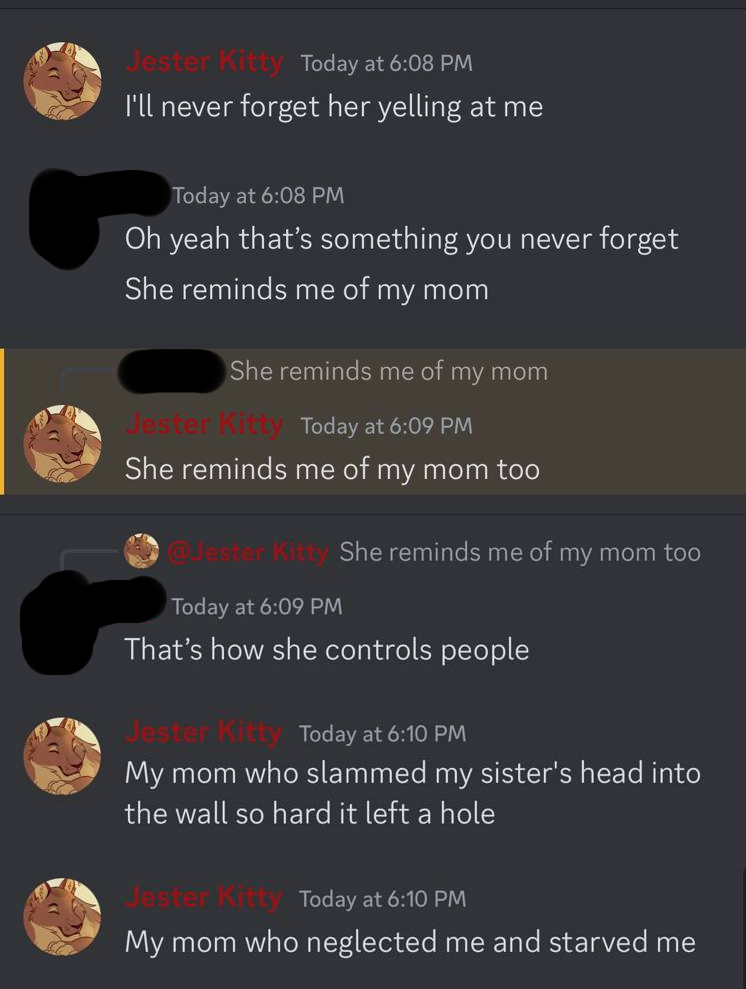 Jester Kitty Today at 6:08 PM
I'll never forget her yelling at me
Today at 6:08 PM
Oh yeah that’s something you never forget
She reminds me of my mom
She reminds me of my mom
Jester Kitty Today at 6:09 PM
She reminds me of my mom too
@Jester Kitty She reminds me of my mom too
Today at 6:09 PM
That’s how she controls people
Jester Kitty Today at 6:10 PM
My mom who slammed my sister's head into
the wall so hard it left a hole
Jester Kitty Today at 6:10 PM
My mom who neglected me and starved me